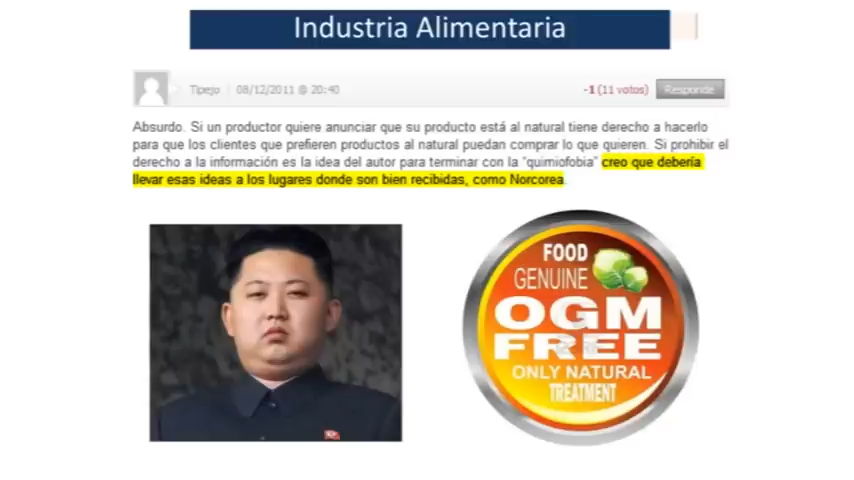 Industria Alimentaria
Tipejo 08/12/2011 @ 20:40 -1 (11 votos) Responde
Absurdo. Si un productor quiere anunciar que su producto está al natural tiene derecho a hacerlo
para que los clientes que prefieren productos al natural puedan comprar lo que quieren. Si prohibir el
derecho a la información es la idea del autor para terminar con la “quimiofobia” creo que debería
llevar esas ideas a los lugares donde son bien recibidas, como Norcorea.
FOOD
GENUINE
OGM
FREE
ONLY NATURAL
TREATMENT